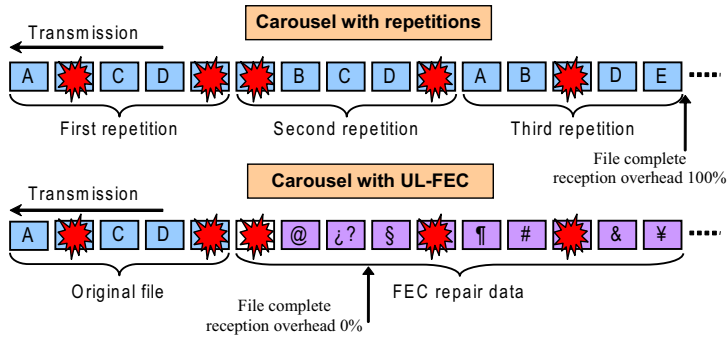 Carousel with repetitions
Transmission
A C D B C D A B D E
First repetition Second repetition Third repetition
File complete
reception overhead 100%
Carousel with UL-FEC
Transmission
A C D @ ¿? § ¶ # & ¥
Original file FEC repair data
File complete
reception overhead 0%